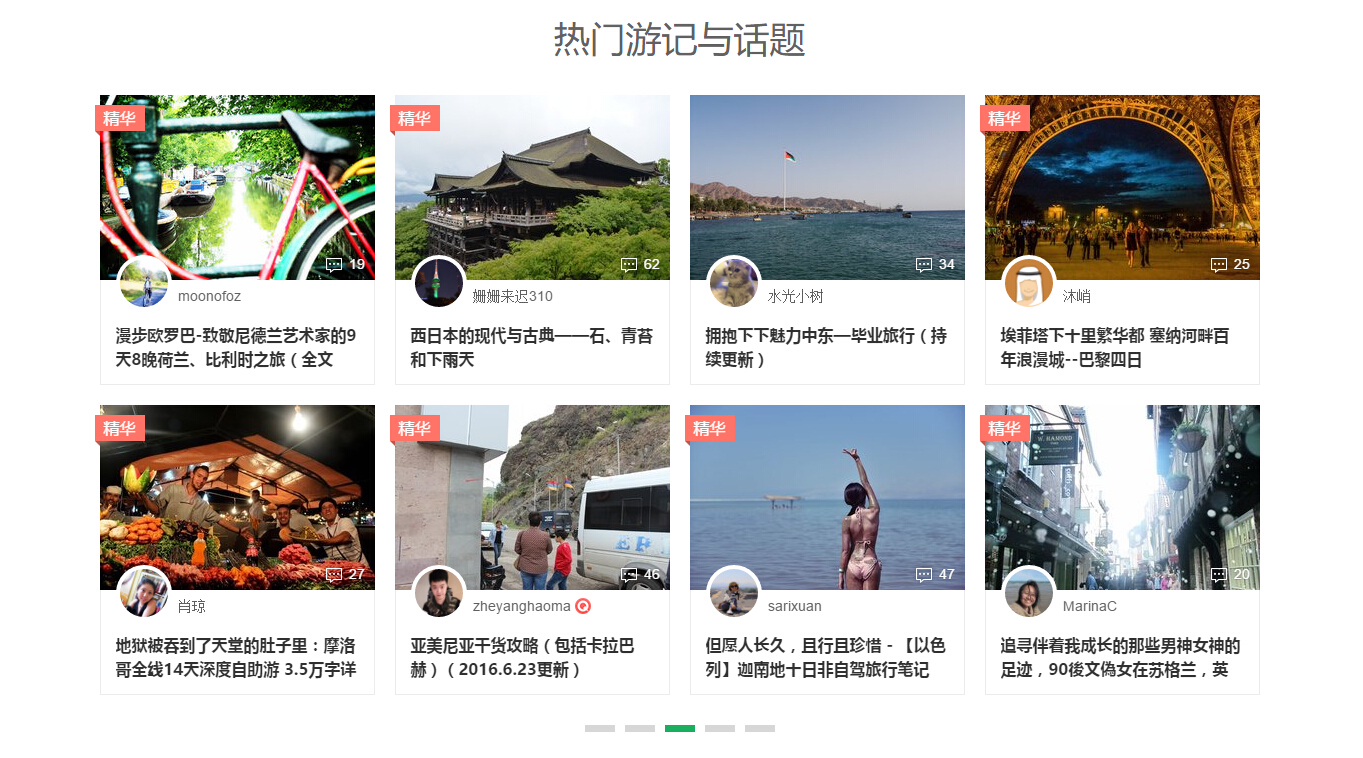 热门游记与话题
精华
19
moonofoz
漫步欧罗巴-致敬尼德兰艺术家的9
天8晚荷兰、比利时之旅（全文
精华
62
姗姗来迟310
西日本的现代与古典——石、青苔
和下雨天
34
水光小树
拥抱下下魅力中东—毕业旅行（持
续更新）
精华
25
沐峭
埃菲塔下十里繁华都 塞纳河畔百
年浪漫城--巴黎四日
27
肖琼
地狱被吞到了天堂的肚子里：摩洛
哥全线14天深度自助游 3.5万字详
精华
46
zheyanghaoma
亚美尼亚干货攻略（包括卡拉巴
赫）（2016.6.23更新）
精华
47
sarixuan
但愿人长久，且行且珍惜 - 【以色
列】迦南地十日非自驾旅行笔记
精华
W. HAMOND
20
MarinaC
追寻伴着我成长的那些男神女神的
足迹，90後文偽女在苏格兰，英